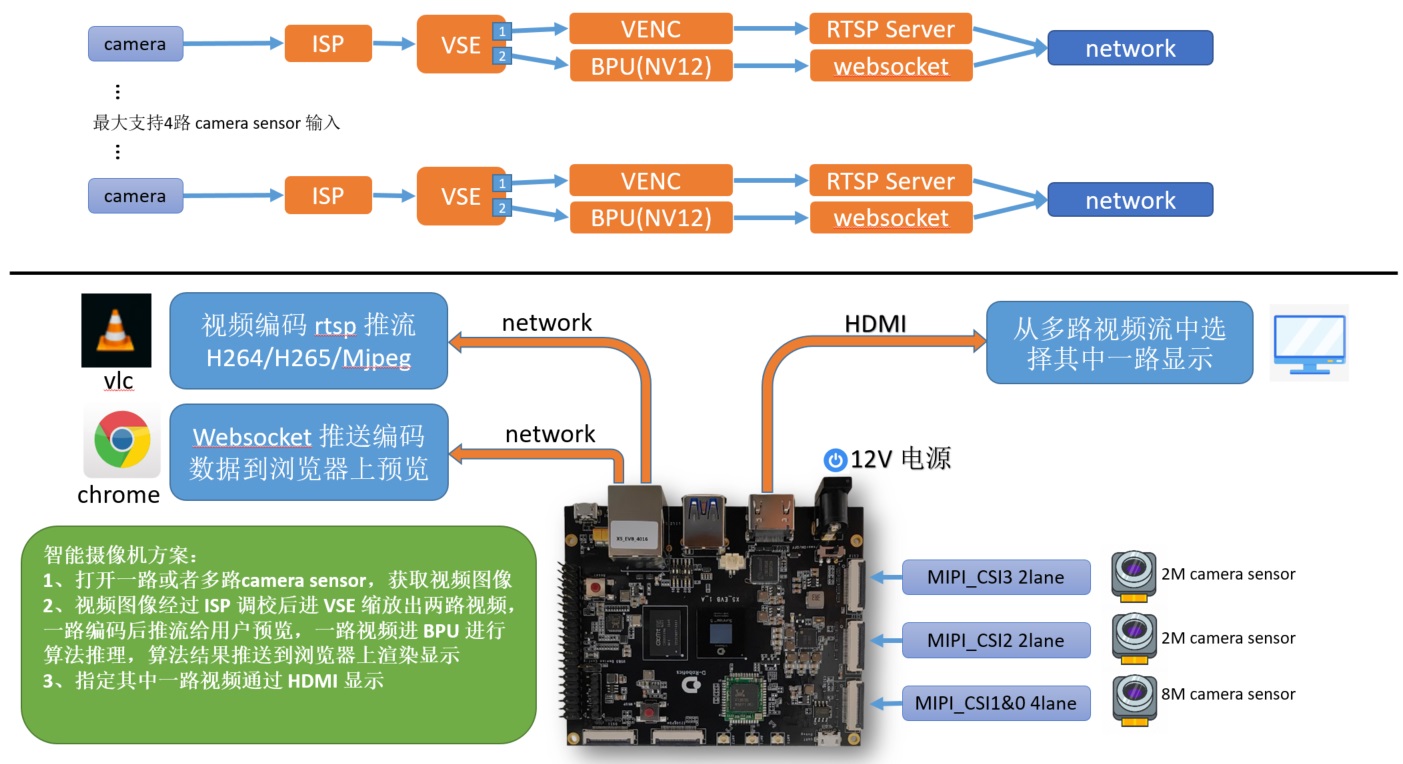 camera
ISP
VSE
1
2
VENC
BPU(NV12)
RTSP Server
websocket
network
最大支持4路 camera sensor 输入
camera
ISP
VSE
1
2
VENC
BPU(NV12)
RTSP Server
websocket
network
vlc
视频编码 rtsp 推流
H264/H265/Mjpeg
network
HDMI
从多路视频流中选
择其中一路显示
chrome
Websocket 推送编码
数据到浏览器上预览
network
12V 电源
智能摄像机方案：
1、打开一路或者多路camera sensor，获取视频图像
2、视频图像经过 ISP 调校后进 VSE 缩放出两路视频，
一路编码后推流给用户预览，一路视频进 BPU 进行
算法推理，算法结果推送到浏览器上渲染显示
3、指定其中一路视频通过 HDMI 显示
D-Robotics
MIPI_CSI3 2lane
2M camera sensor
MIPI_CSI2 2lane
2M camera sensor
MIPI_CSI1&0 4lane
8M camera sensor